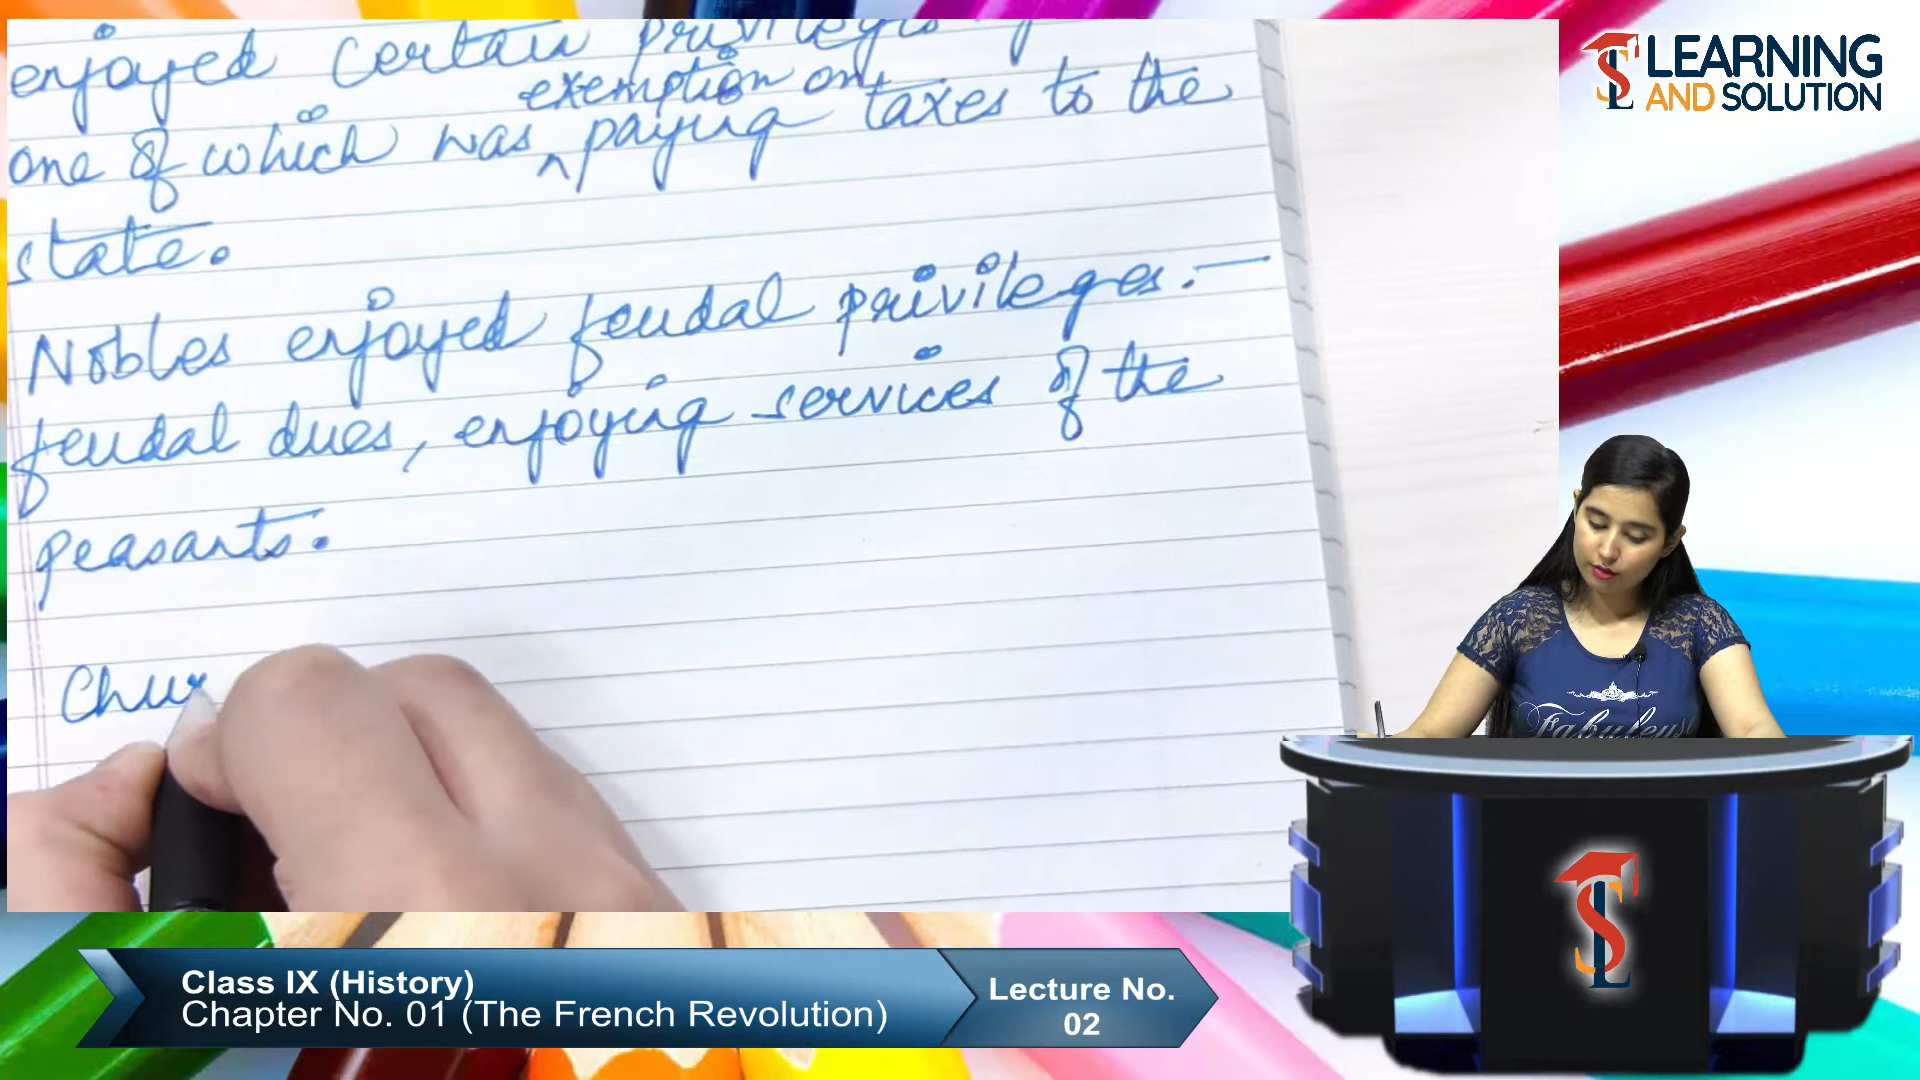 enjoyed certain privileges
exemption on
one of which was ^ paying taxes to the
state.
Nobles enjoyed feudal privileges. —
feudal dues, enjoying services of the
peasants.
Chur
LEARNING
AND SOLUTION
Fabulous
Class IX (History)
Chapter No. 01 (The French Revolution)
Lecture No.
02